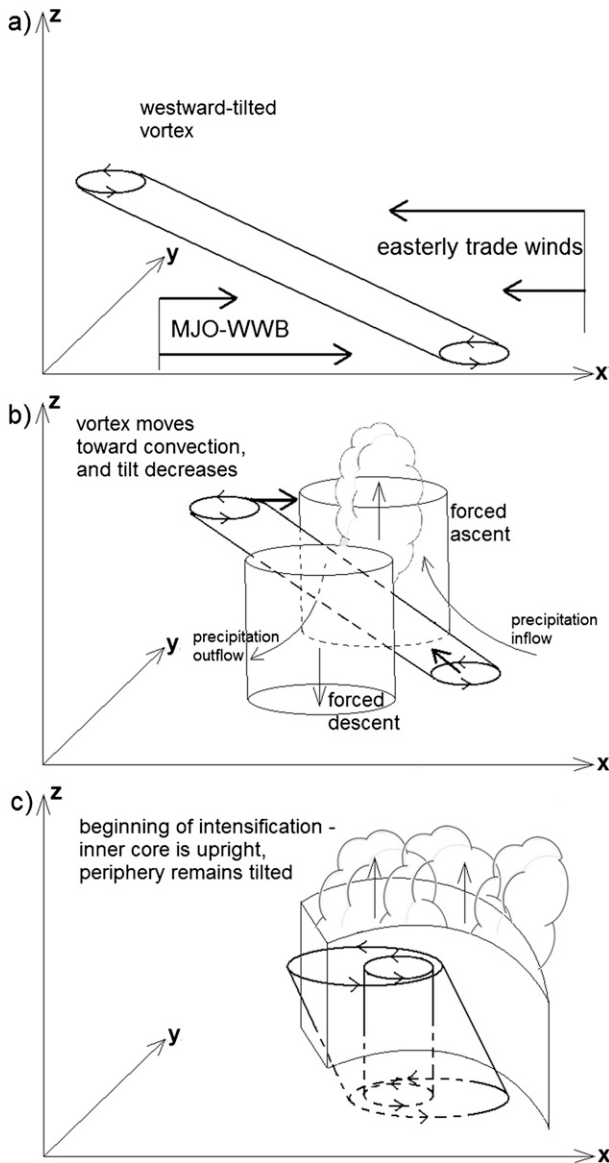 a)
z
westward-tilted
vortex
easterly trade winds
y
MJO-WWB
x
b)
z
vortex moves
toward convection,
and tilt decreases
forced
ascent
precipitation
outflow
precipitation
inflow
y
forced
descent
x
c)
z
beginning of intensification -
inner core is upright,
periphery remains tilted
y
x